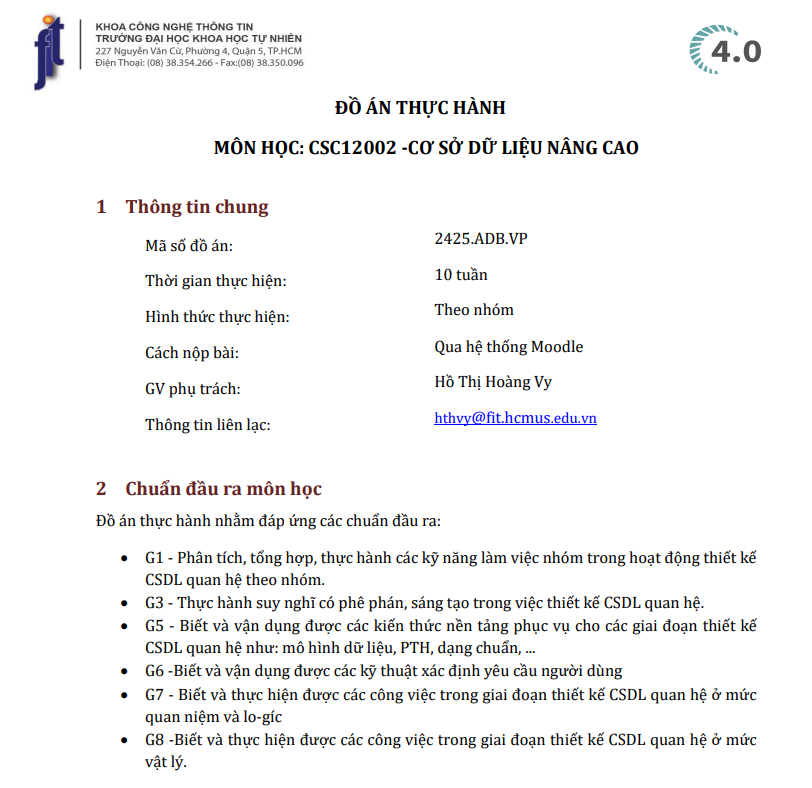 fit
KHOA CÔNG NGHỆ THÔNG TIN
TRƯỜNG ĐẠI HỌC KHOA HỌC TỰ NHIÊN
227 Nguyễn Văn Cừ, Phường 4, Quận 5, TP.HCM
Điện Thoại: (08) 38.354.266 - Fax:(08) 38.350.096
4.0
ĐỒ ÁN THỰC HÀNH
MÔN HỌC: CSC12002 -CƠ SỞ DỮ LIỆU NÂNG CAO
1 Thông tin chung
Mã số đồ án: 2425.ADB.VP
Thời gian thực hiện: 10 tuần
Hình thức thực hiện: Theo nhóm
Cách nộp bài: Qua hệ thống Moodle
GV phụ trách: Hồ Thị Hoàng Vy
Thông tin liên lạc: hthvy@fit.hcmus.edu.vn
2 Chuẩn đầu ra môn học
Đồ án thực hành nhằm đáp ứng các chuẩn đầu ra:
• G1 - Phân tích, tổng hợp, thực hành các kỹ năng làm việc nhóm trong hoạt động thiết kế
CSDL quan hệ theo nhóm.
• G3 - Thực hành suy nghĩ có phê phán, sáng tạo trong việc thiết kế CSDL quan hệ.
• G5 - Biết và vận dụng được các kiến thức nền tảng phục vụ cho các giai đoạn thiết kế
CSDL quan hệ như: mô hình dữ liệu, PTH, dạng chuẩn, ...
• G6 -Biết và vận dụng được các kỹ thuật xác định yêu cầu người dùng
• G7 - Biết và thực hiện được các công việc trong giai đoạn thiết kế CSDL quan hệ ở mức
quan niệm và lo-gíc
• G8 -Biết và thực hiện được các công việc trong giai đoạn thiết kế CSDL quan hệ ở mức
vật lý.